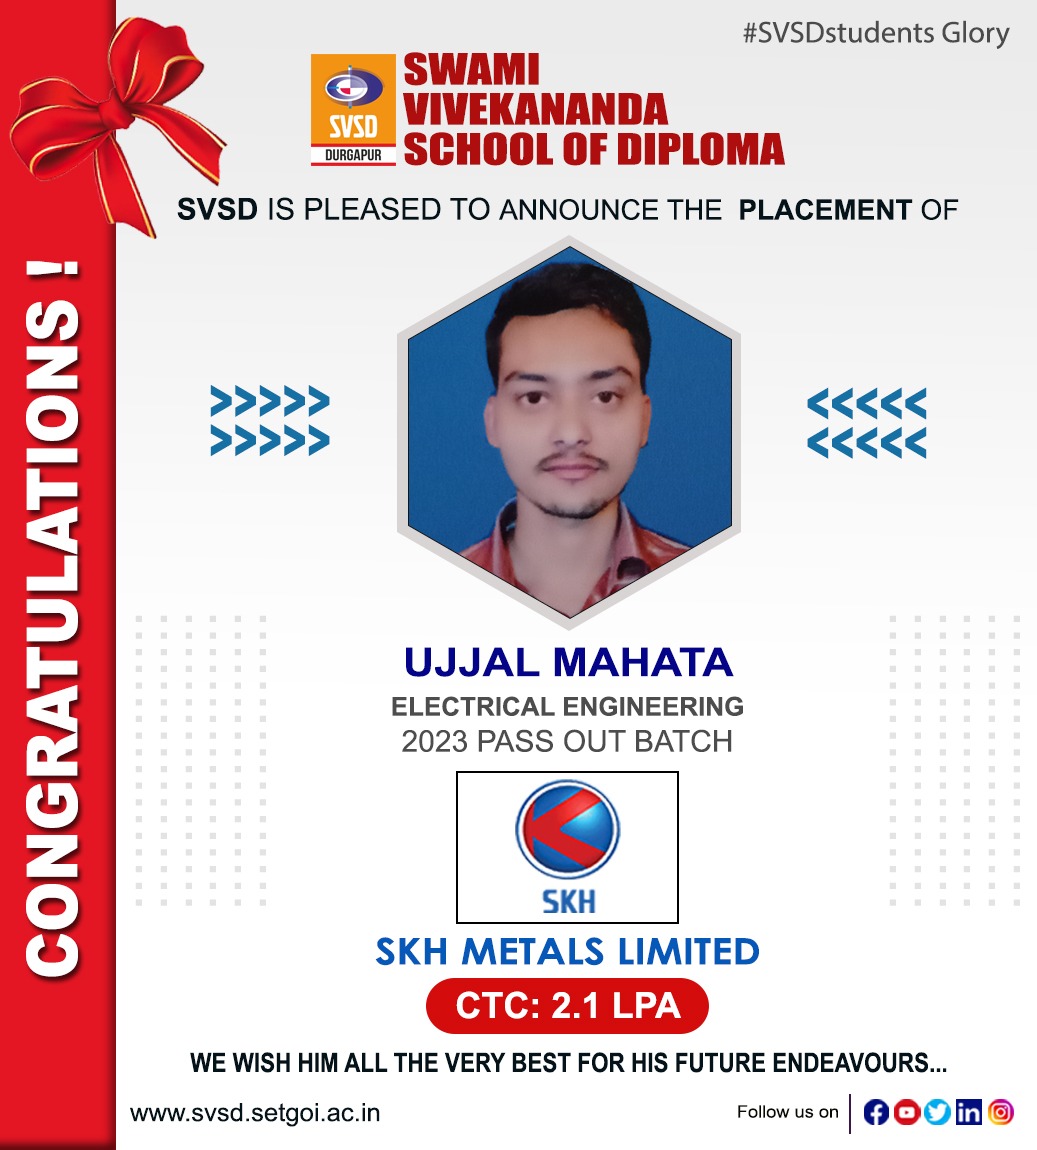 #SVSDstudents Glory
SVSD
DURGAPUR
SWAMI
VIVEKANANDA
SCHOOL OF DIPLOMA
SVSD IS PLEASED TO ANNOUNCE THE PLACEMENT OF
CONGRATULATIONS !
>>>>> <<<<<
>>>>> <<<<<
UJJAL MAHATA
ELECTRICAL ENGINEERING
2023 PASS OUT BATCH
SKH
SKH METALS LIMITED
CTC: 2.1 LPA
WE WISH HIM ALL THE VERY BEST FOR HIS FUTURE ENDEAVOURS...
www.svsd.setgoi.ac.in
Follow us on